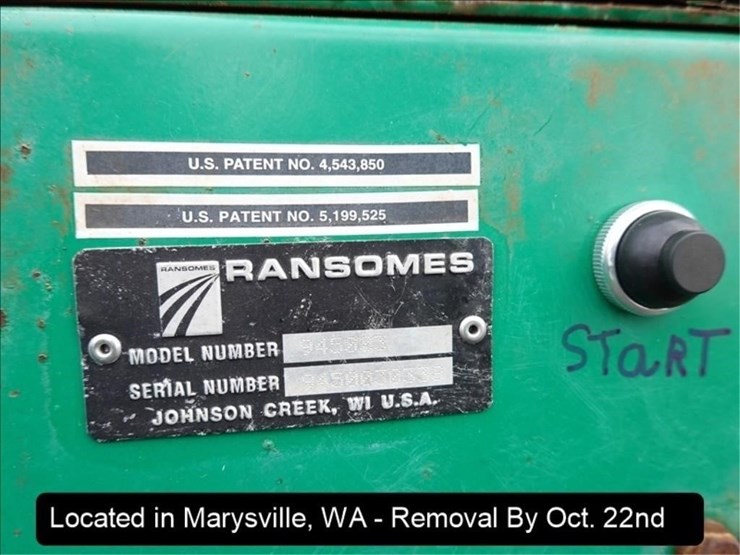 U.S. PATENT NO. 4,543,850
U.S. PATENT NO. 5,199,525
RANSOMES
RANSOMES
MODEL NUMBER
SERIAL NUMBER
JOHNSON CREEK, WI U.S.A.
START
Located in Marysville, WA - Removal By Oct. 22nd